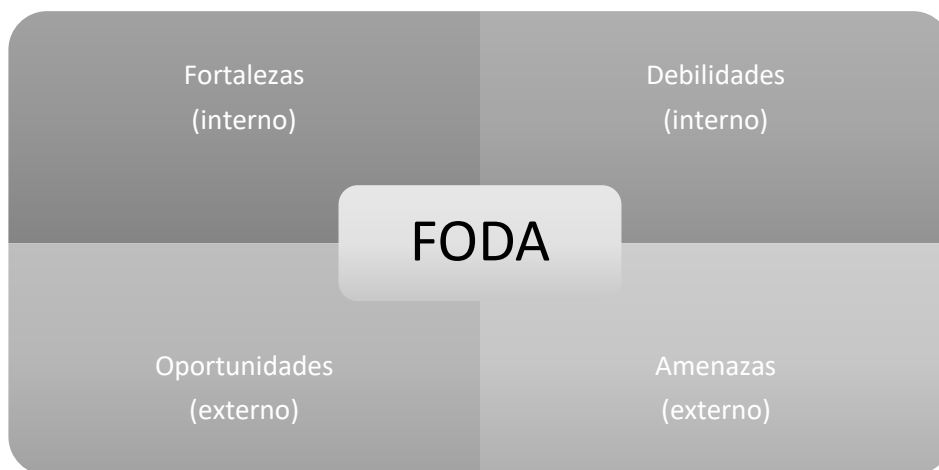 Fortalezas
(interno)
Debilidades
(interno)
FODA
Oportunidades
(externo)
Amenazas
(externo)